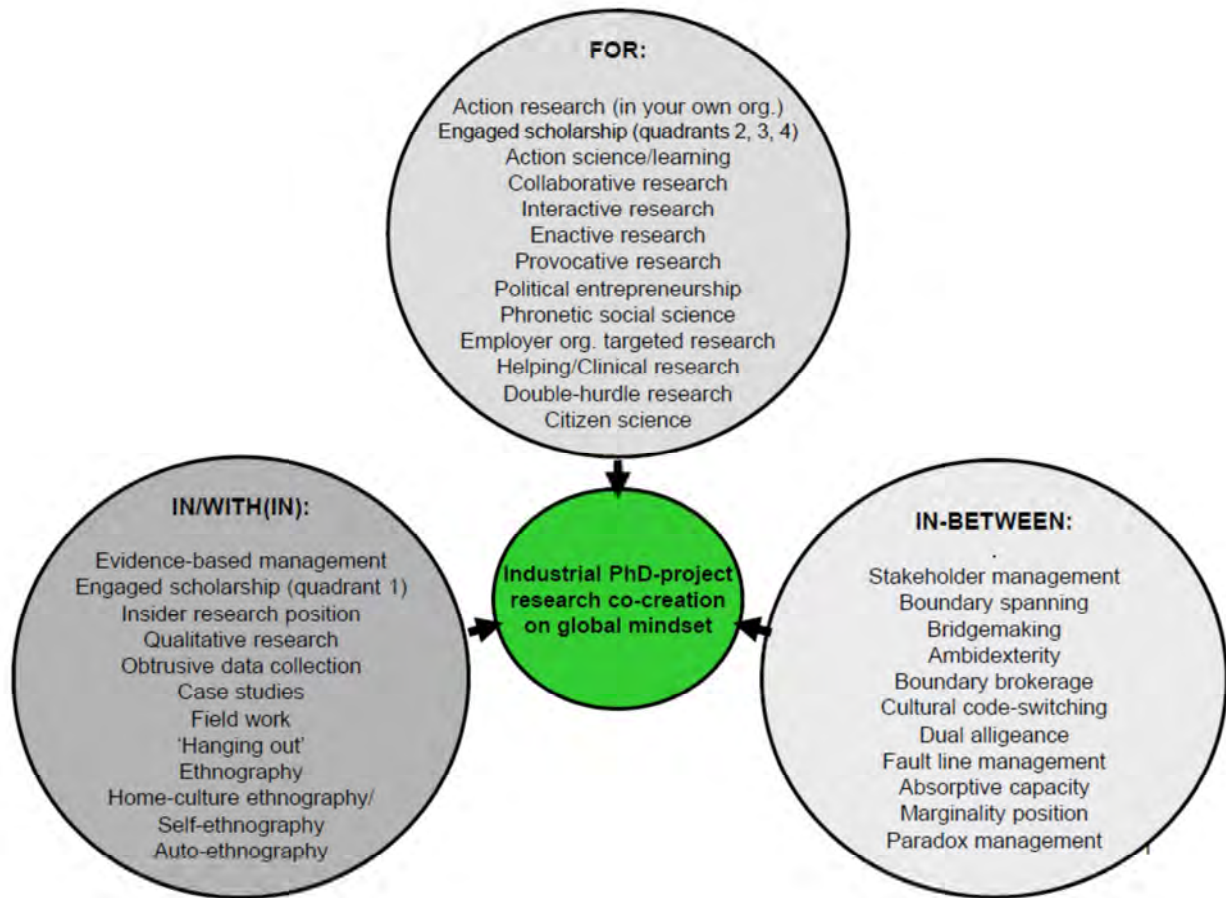 FOR:
Action research (in your own org.)
Engaged scholarship (quadrants 2, 3, 4)
Action science/learning
Collaborative research
Interactive research
Enactive research
Provocative research
Political entrepreneurship
Phronetic social science
Employer org. targeted research
Helping/Clinical research
Double-hurdle research
Citizen science
IN/WITH(IN):
Evidence-based management
Engaged scholarship (quadrant 1)
Insider research position
Qualitative research
Obtrusive data collection
Case studies
Field work
‘Hanging out’
Ethnography
Home-culture ethnography/
Self-ethnography
Auto-ethnography
Industrial PhD-project
research co-creation
on global mindset
IN-BETWEEN:
.
Stakeholder management
Boundary spanning
Bridgemaking
Ambidexterity
Boundary brokerage
Cultural code-switching
Dual alligeance
Fault line management
Absorptive capacity
Marginality position
Paradox management